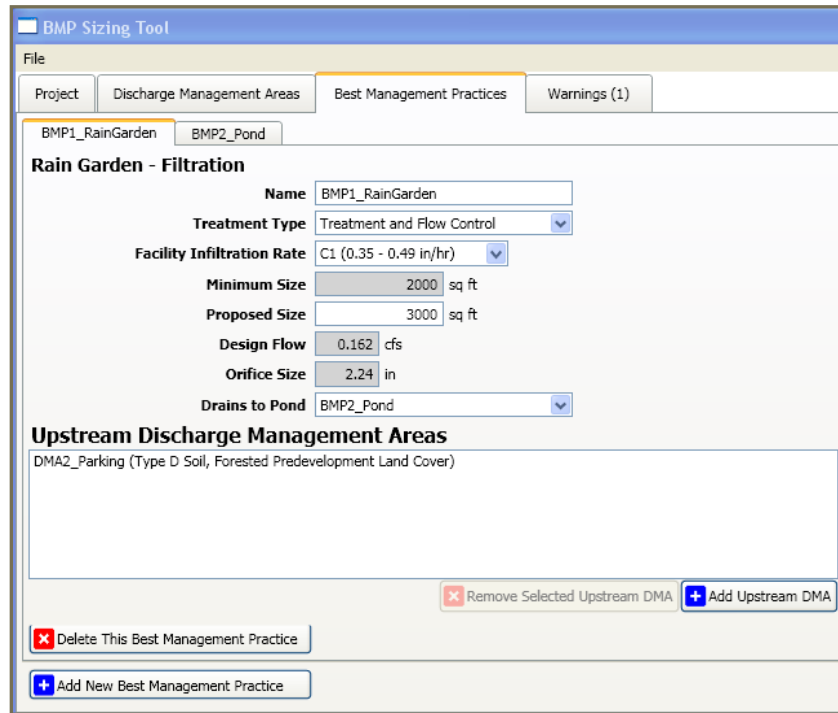 BMP Sizing Tool
File
Project Discharge Management Areas Best Management Practices Warnings (1)
BMP1_RainGarden BMP2_Pond
Rain Garden - Filtration
Name BMP1_RainGarden
Treatment Type Treatment and Flow Control
Facility Infiltration Rate C1 (0.35 - 0.49 in/hr)
Minimum Size 2000 sq ft
Proposed Size 3000 sq ft
Design Flow 0.162 cfs
Orifice Size 2.24 in
Drains to Pond BMP2_Pond
Upstream Discharge Management Areas
DMA2_Parking (Type D Soil, Forested Predevelopment Land Cover)
Remove Selected Upstream DMA Add Upstream DMA
Delete This Best Management Practice
Add New Best Management Practice